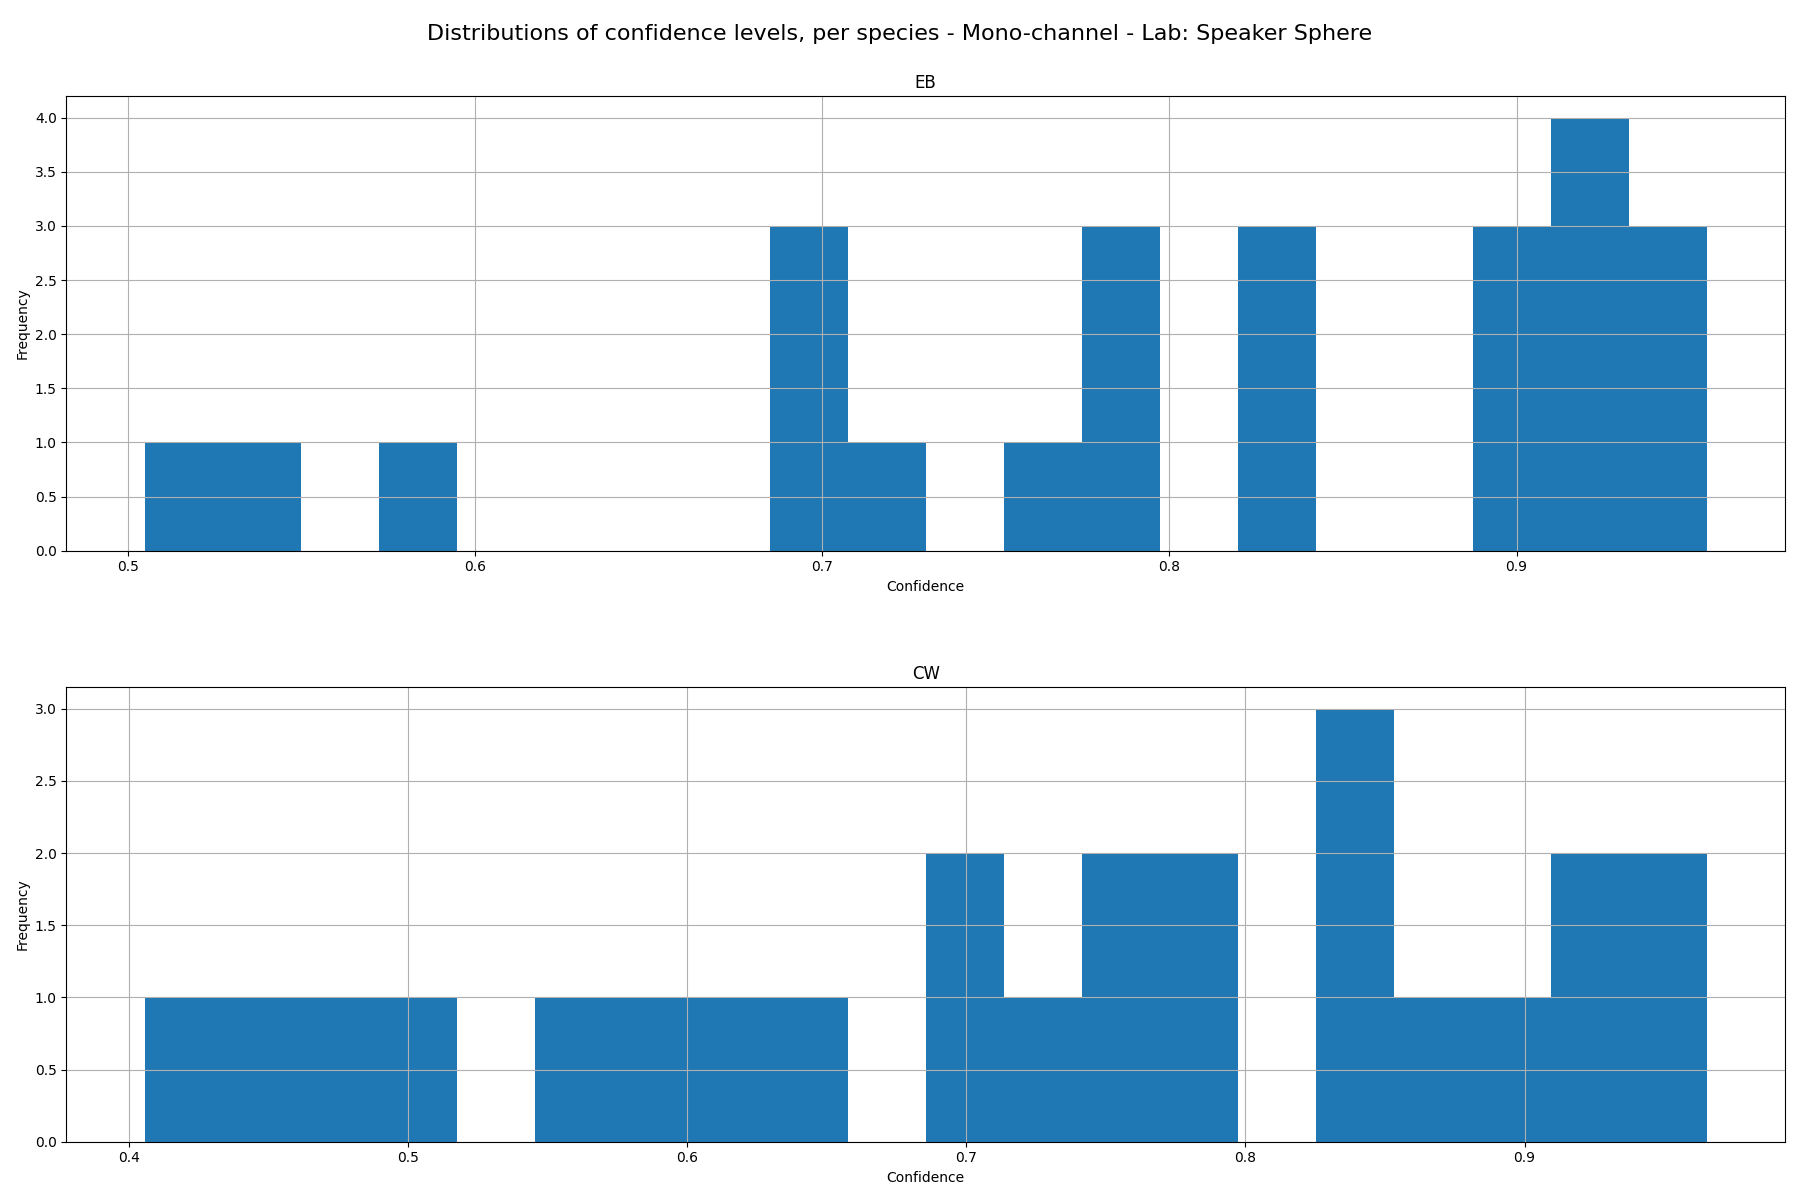 Distributions of confidence levels, per species - Mono-channel - Lab: Speaker Sphere
EB
4.0
3.5
3.0
2.5
2.0
1.5
1.0
0.5
0.0
Frequency
0.5 0.6 0.7 0.8 0.9
Confidence
CW
3.0
2.5
2.0
1.5
1.0
0.5
0.0
Frequency
0.4 0.5 0.6 0.7 0.8 0.9
Confidence